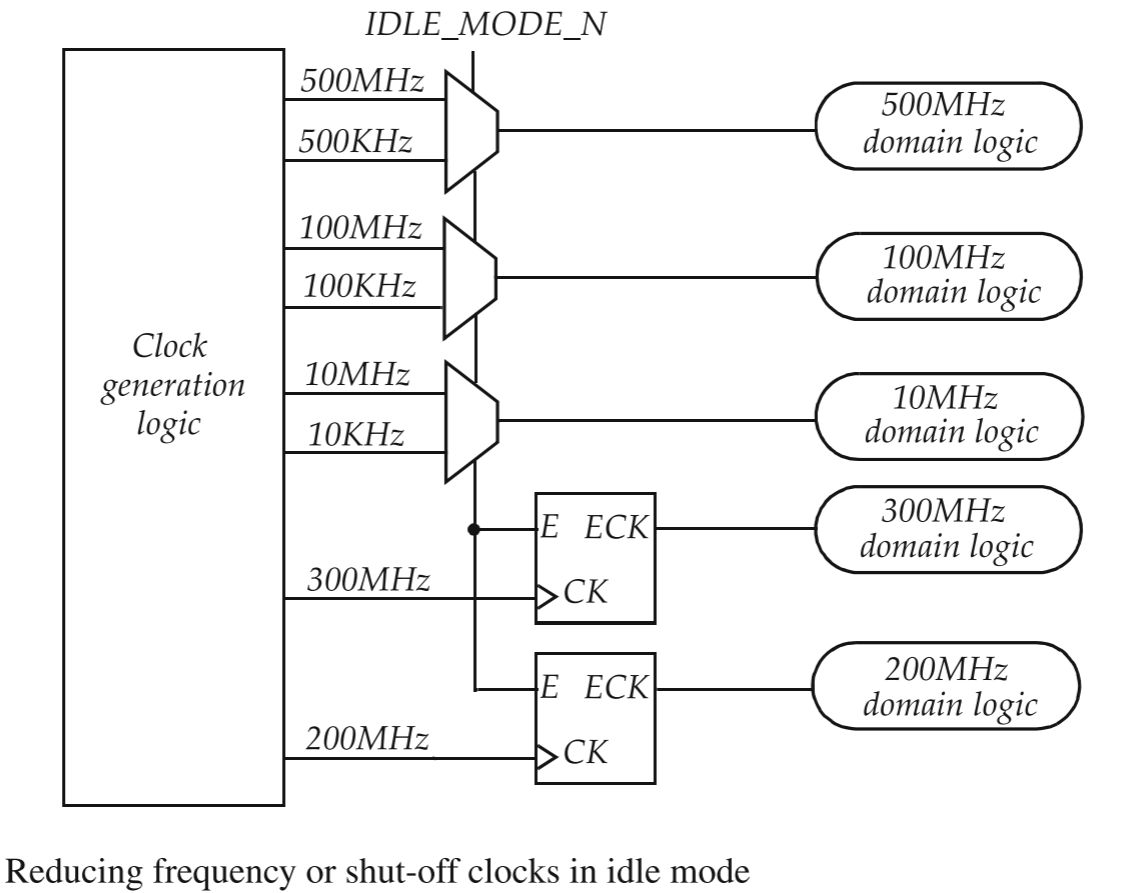 IDLE_MODE_N
500MHz
500KHz
100MHz
100KHz
10MHz
10KHz
300MHz
200MHz
Clock
generation
logic
E ECK
CK
E ECK
CK
500MHz
domain logic
100MHz
domain logic
10MHz
domain logic
300MHz
domain logic
200MHz
domain logic
Reducing frequency or shut-off clocks in idle mode